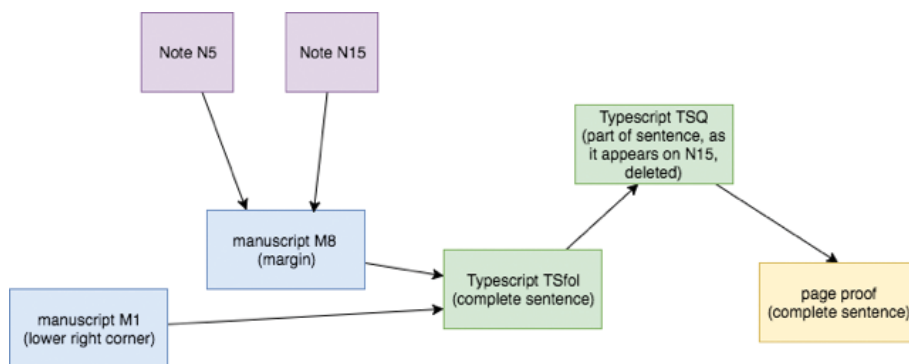 Note N5
Note N15
Typescript TSQ
(part of sentence, as
it appears on N15,
deleted)
manuscript M8
(margin)
Typescript TSfol
(complete sentence)
page proof
(complete sentence)
manuscript M1
(lower right corner)